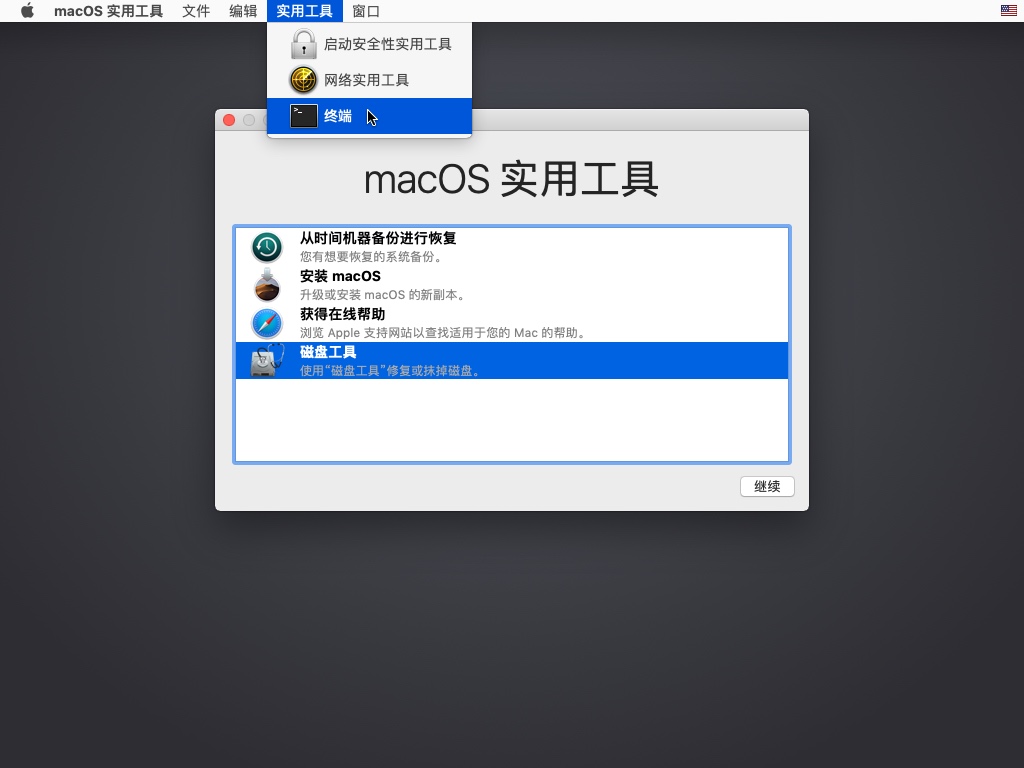 macOS 实用工具 文件 编辑 实用工具 窗口
启动安全性实用工具
网络实用工具
>_ 终端
macOS 实用工具
从时间机器备份进行恢复
您有想要恢复的系统备份。
安装 macOS
升级或安装 macOS 的新副本。
获得在线帮助
浏览 Apple 支持网站以查找适用于您的 Mac 的帮助。
磁盘工具
使用“磁盘工具”修复或抹掉磁盘。
继续